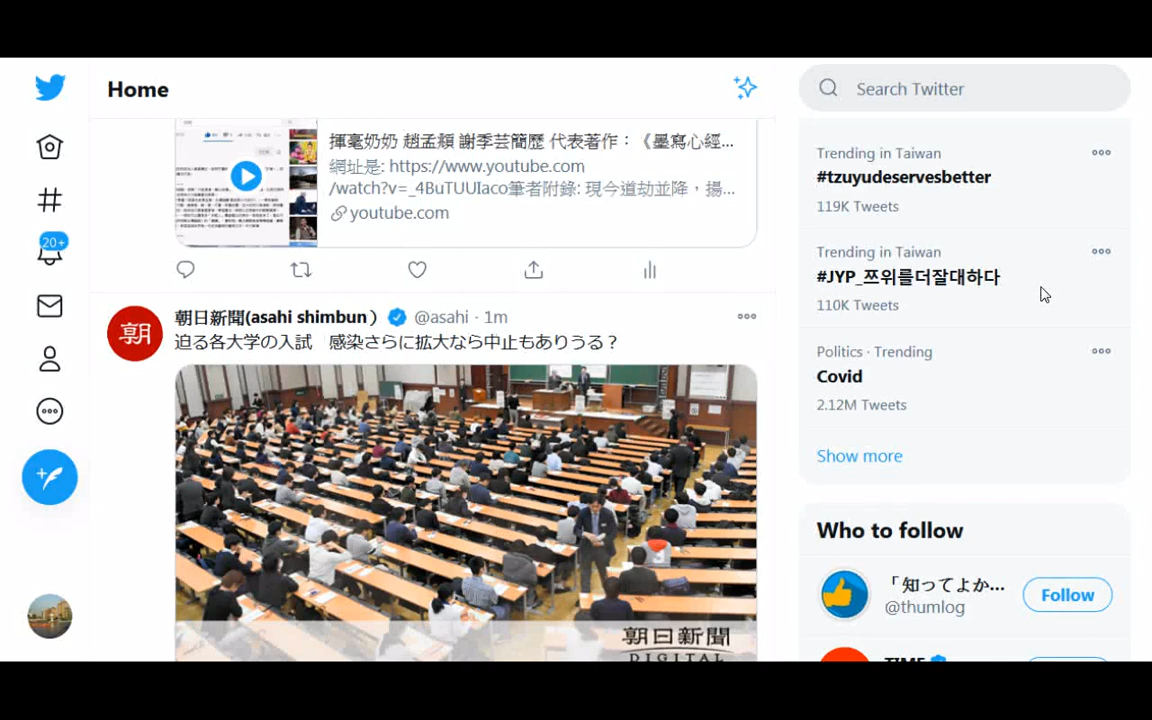 Home
揮毫奶奶 趙孟頫 謝季芸簡歷 代表著作：《墨寫心經...
網址是: https://www.youtube.com
/watch?v=_4BuTUUIaco筆者附錄: 現今道劫並降，揚...
youtube.com
朝日新聞(asahi shimbun） @asahi · 1m
迫る各大学の入試 感染さらに拡大なら中止もありうる？
朝
朝日新聞
DIGITAL
20+
Search Twitter
Trending in Taiwan
#tzuyudeservesbetter
119K Tweets
Trending in Taiwan
#JYP_쯔위를더잘대하다
110K Tweets
Politics · Trending
Covid
2.12M Tweets
Show more
Who to follow
「知ってよか...
@thumlog
Follow
TIME